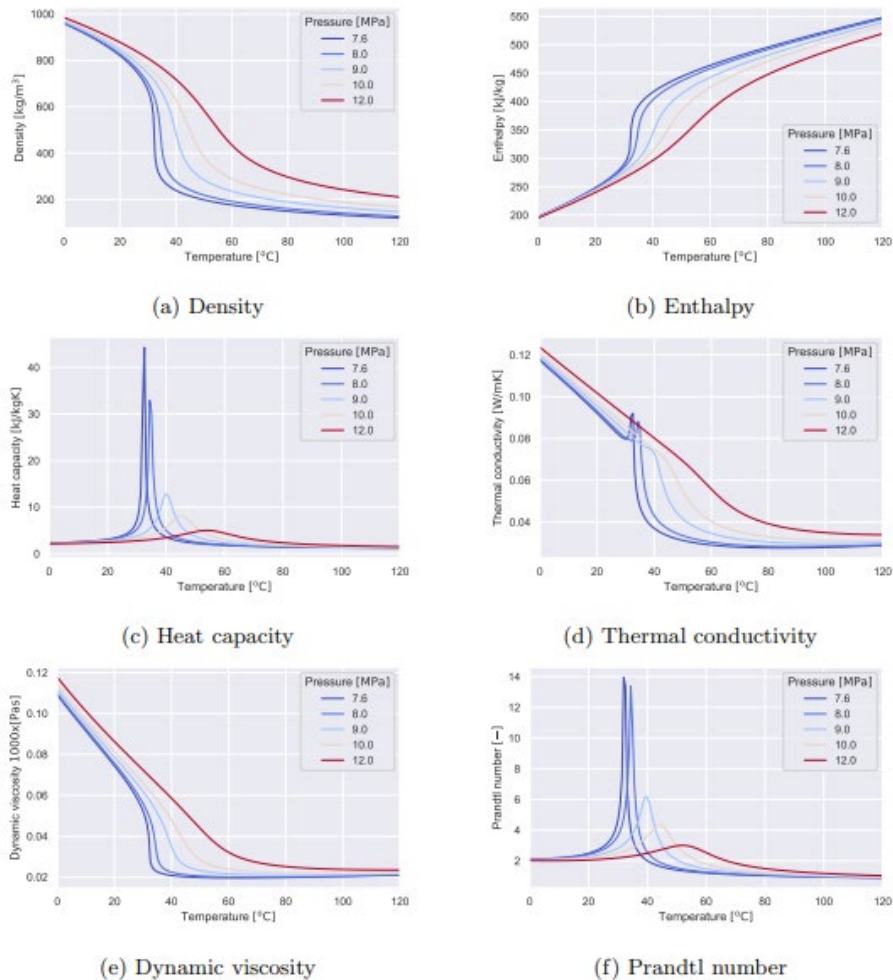 Density [kg/m³]
1000
800
600
400
200
0 20 40 60 80 100 120
Temperature [°C]
Pressure [MPa]
7.6
8.0
9.0
10.0
12.0
(a) Density
Enthalpy [kJ/kg]
550
500
450
400
350
300
250
200
0 20 40 60 80 100 120
Temperature [°C]
Pressure [MPa]
7.6
8.0
9.0
10.0
12.0
(b) Enthalpy
Heat capacity [kJ/kgK]
40
30
20
10
0
0 20 40 60 80 100 120
Temperature [°C]
Pressure [MPa]
7.6
8.0
9.0
10.0
12.0
(c) Heat capacity
Thermal conductivity [W/mK]
0.12
0.10
0.08
0.06
0.04
0 20 40 60 80 100 120
Temperature [°C]
Pressure [MPa]
7.6
8.0
9.0
10.0
12.0
(d) Thermal conductivity
Dynamic viscosity 1000x[Pas]
0.12
0.10
0.08
0.06
0.04
0.02
0 20 40 60 80 100 120
Temperature [°C]
Pressure [MPa]
7.6
8.0
9.0
10.0
12.0
(e) Dynamic viscosity
Prandtl number [−]
14
12
10
8
6
4
2
0 20 40 60 80 100 120
Temperature [°C]
Pressure [MPa]
7.6
8.0
9.0
10.0
12.0
(f) Prandtl number